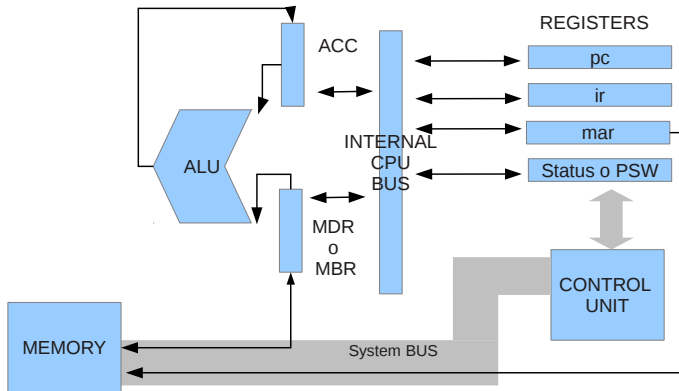 REGISTERS
ACC
pc
ir
mar
Status o PSW
INTERNAL
CPU
BUS
ALU
MDR
o
MBR
CONTROL
UNIT
MEMORY
System BUS